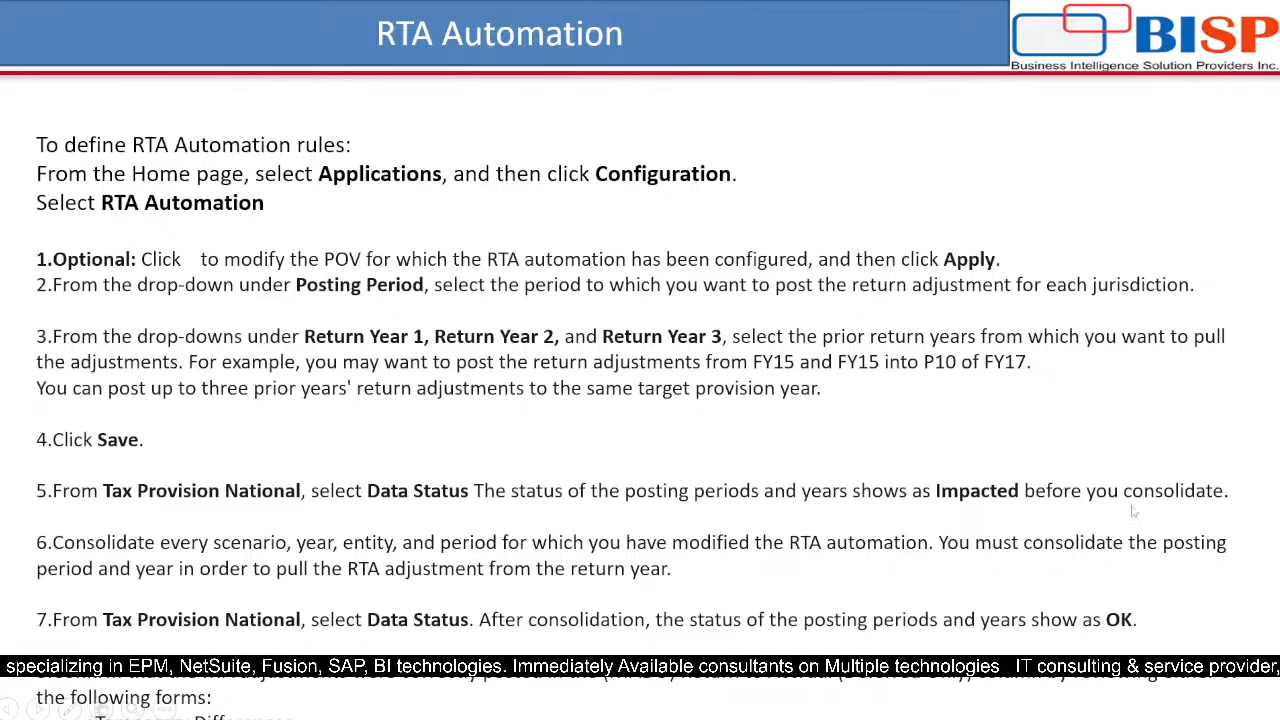 RTA Automation
BISP
Business Intelligence Solution Providers Inc.
To define RTA Automation rules:
From the Home page, select Applications, and then click Configuration.
Select RTA Automation
1.Optional: Click to modify the POV for which the RTA automation has been configured, and then click Apply.
2.From the drop-down under Posting Period, select the period to which you want to post the return adjustment for each jurisdiction.
3.From the drop-downs under Return Year 1, Return Year 2, and Return Year 3, select the prior return years from which you want to pull
the adjustments. For example, you may want to post the return adjustments from FY15 and FY15 into P10 of FY17.
You can post up to three prior years' return adjustments to the same target provision year.
4.Click Save.
5.From Tax Provision National, select Data Status The status of the posting periods and years shows as Impacted before you consolidate.
6.Consolidate every scenario, year, entity, and period for which you have modified the RTA automation. You must consolidate the posting
period and year in order to pull the RTA adjustment from the return year.
7.From Tax Provision National, select Data Status. After consolidation, the status of the posting periods and years show as OK.
specializing in EPM, NetSuite, Fusion, SAP, BI technologies. Immediately Available consultants on Multiple technologies IT consulting & service provider,
the following forms:
Temporary Differences